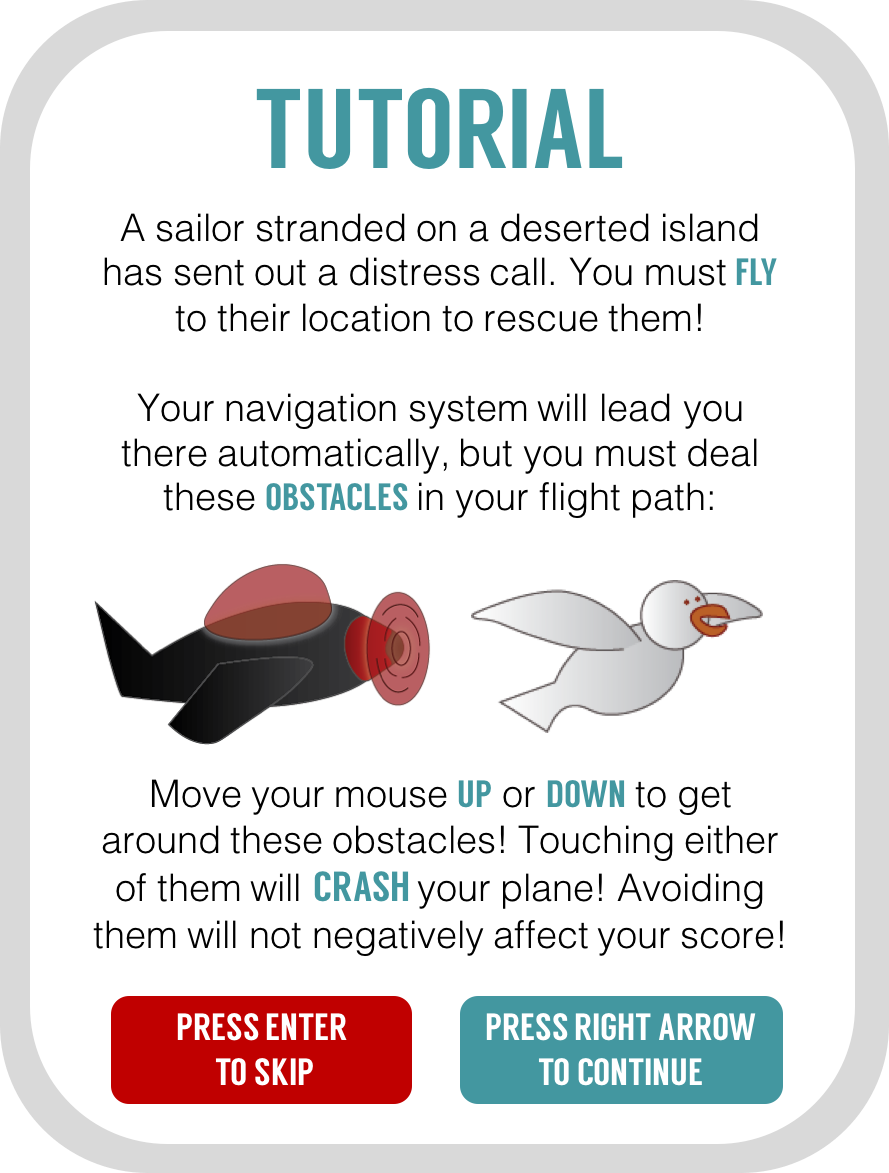 TUTORIAL
A sailor stranded on a deserted island
has sent out a distress call. You must FLY
to their location to rescue them!
Your navigation system will lead you
there automatically, but you must deal
these OBSTACLES in your flight path:
Move your mouse UP or DOWN to get
around these obstacles! Touching either
of them will CRASH your plane! Avoiding
them will not negatively affect your score!
PRESS ENTER
TO SKIP
PRESS RIGHT ARROW
TO CONTINUE